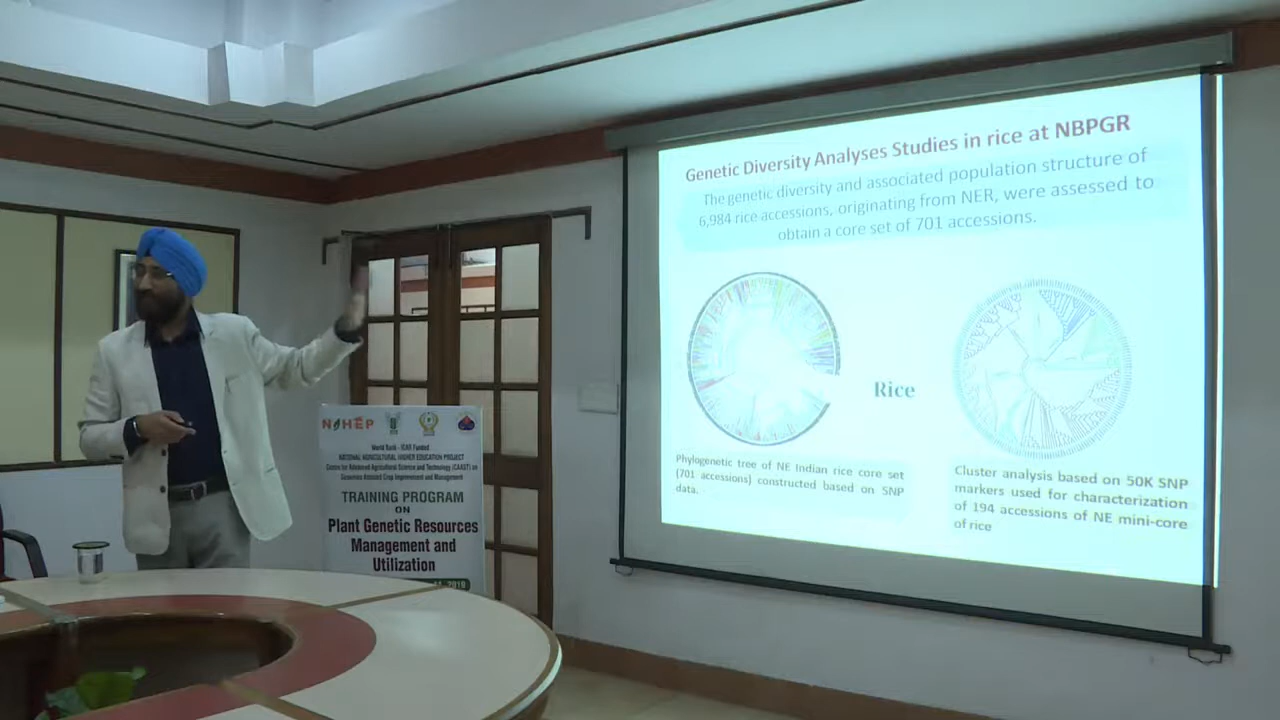 Genetic Diversity Analyses Studies in rice at NBPGR
The genetic diversity and associated population structure of
6,984 rice accessions, originating from NER, were assessed to
obtain a core set of 701 accessions.
Rice
Phylogenetic tree of NE Indian rice core set
(701 accessions) constructed based on SNP
data.
Cluster analysis based on 50K SNP
markers used for characterization
of 194 accessions of NE mini-core
of rice
NAHEP
World Bank - ICAR Funded
NATIONAL AGRICULTURAL HIGHER EDUCATION PROJECT
Centre for Advanced Agricultural Science and Technology (CAAST) on
Genomics Assisted Crop Improvement and Management
TRAINING PROGRAM
ON
Plant Genetic Resources
Management and
Utilization
2019